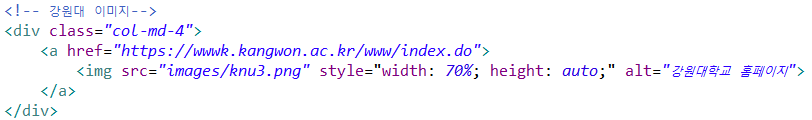 <!-- 강원대 이미지-->
<div class="col-md-4">
<a href="https://wwwk.kangwon.ac.kr/www/index.do">
<img src="images/knu3.png" style="width: 70%; height: auto;" alt="강원대학교 홈페이지">
</a>
</div>